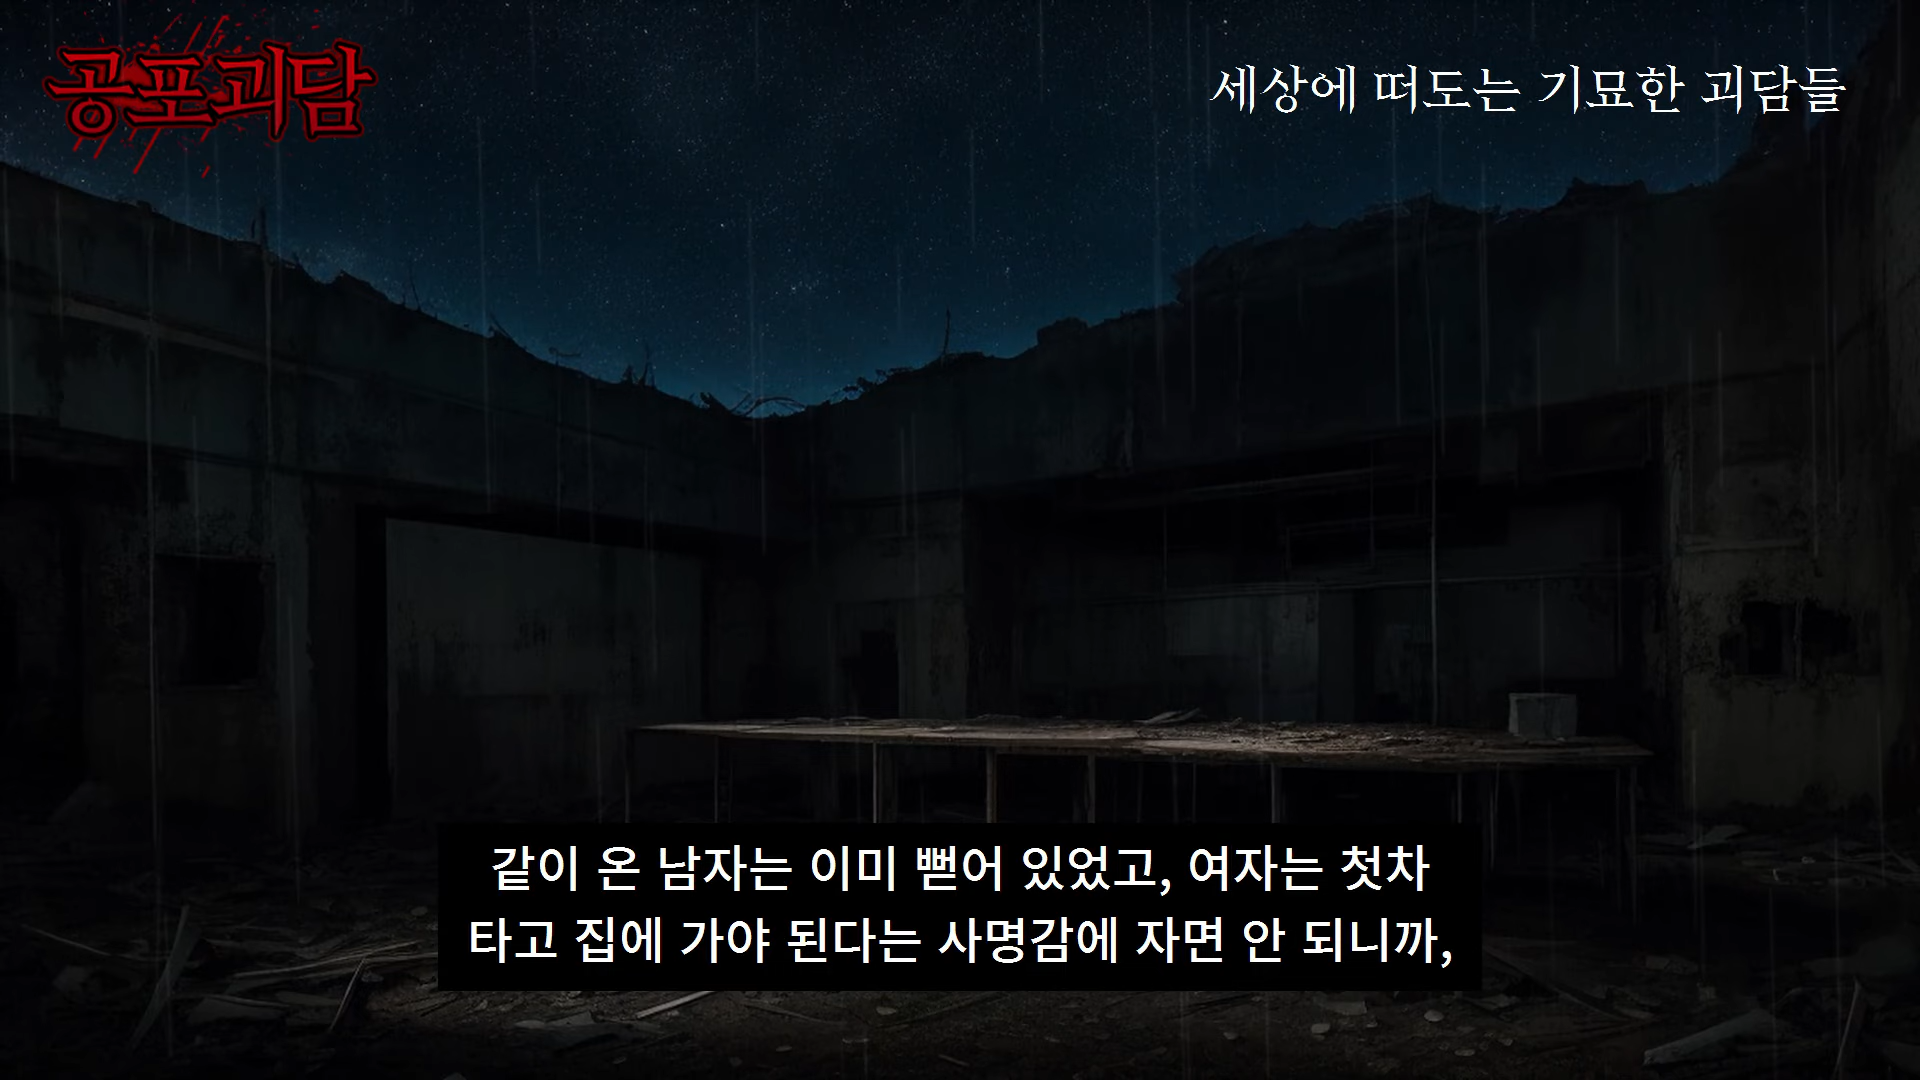 공포괴담
세상에 떠도는 기묘한 괴담들
같이 온 남자는 이미 뻗어 있었고, 여자는 첫차
타고 집에 가야 된다는 사명감에 자면 안 되니까,